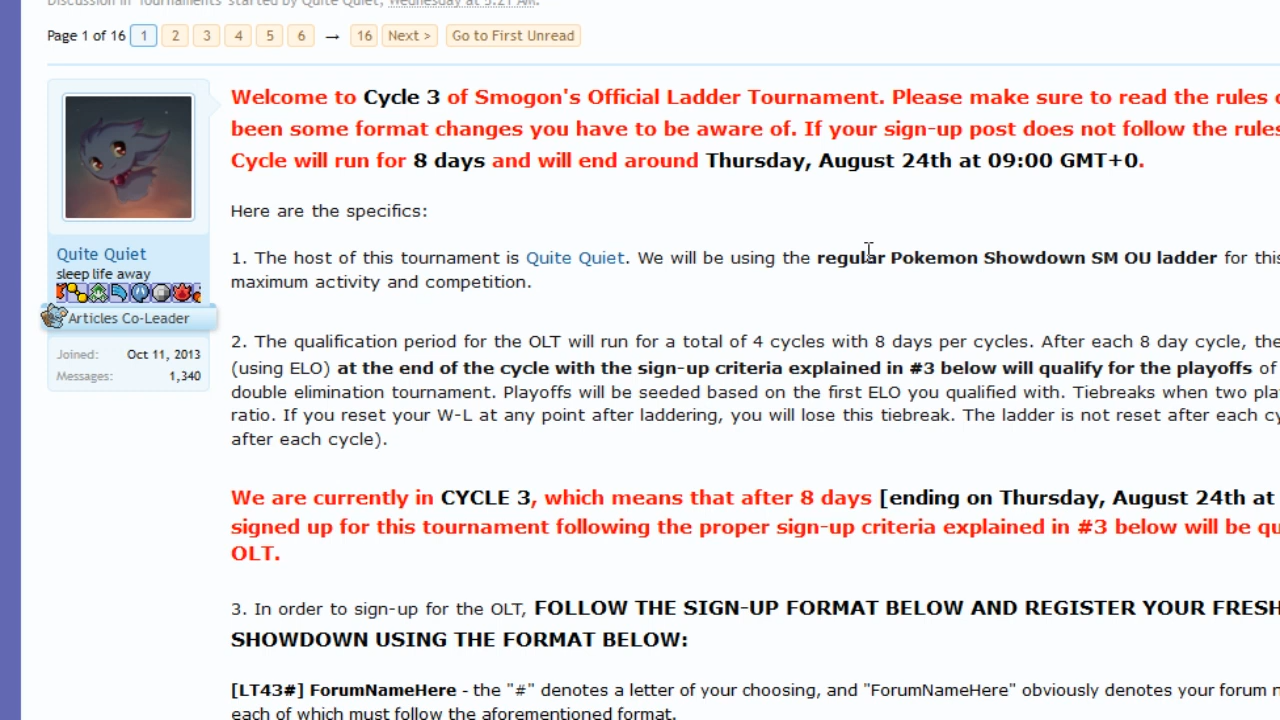 Discussion in 'Tournaments' started by Quite Quiet, Wednesday at 5:21 AM.
Page 1 of 16 1 2 3 4 5 6 → 16 Next > Go to First Unread
Welcome to Cycle 3 of Smogon's Official Ladder Tournament. Please make sure to read the rules
been some format changes you have to be aware of. If your sign-up post does not follow the rules
Cycle will run for 8 days and will end around Thursday, August 24th at 09:00 GMT+0.
Here are the specifics:
1. The host of this tournament is Quite Quiet. We will be using the regular Pokemon Showdown SM OU ladder for this
maximum activity and competition.
Quite Quiet
sleep life away
Articles Co-Leader
Joined: Oct 11, 2013
Messages: 1,340
2. The qualification period for the OLT will run for a total of 4 cycles with 8 days per cycles. After each 8 day cycle, the
(using ELO) at the end of the cycle with the sign-up criteria explained in #3 below will qualify for the playoffs of
double elimination tournament. Playoffs will be seeded based on the first ELO you qualified with. Tiebreaks when two pla
ratio. If you reset your W-L at any point after laddering, you will lose this tiebreak. The ladder is not reset after each cy
after each cycle).
We are currently in CYCLE 3, which means that after 8 days [ending on Thursday, August 24th at
signed up for this tournament following the proper sign-up criteria explained in #3 below will be qu
OLT.
3. In order to sign-up for the OLT, FOLLOW THE SIGN-UP FORMAT BELOW AND REGISTER YOUR FRESH
SHOWDOWN USING THE FORMAT BELOW:
[LT43#] ForumNameHere - the "#" denotes a letter of your choosing, and "ForumNameHere" obviously denotes your forum n
each of which must follow the aforementioned format.